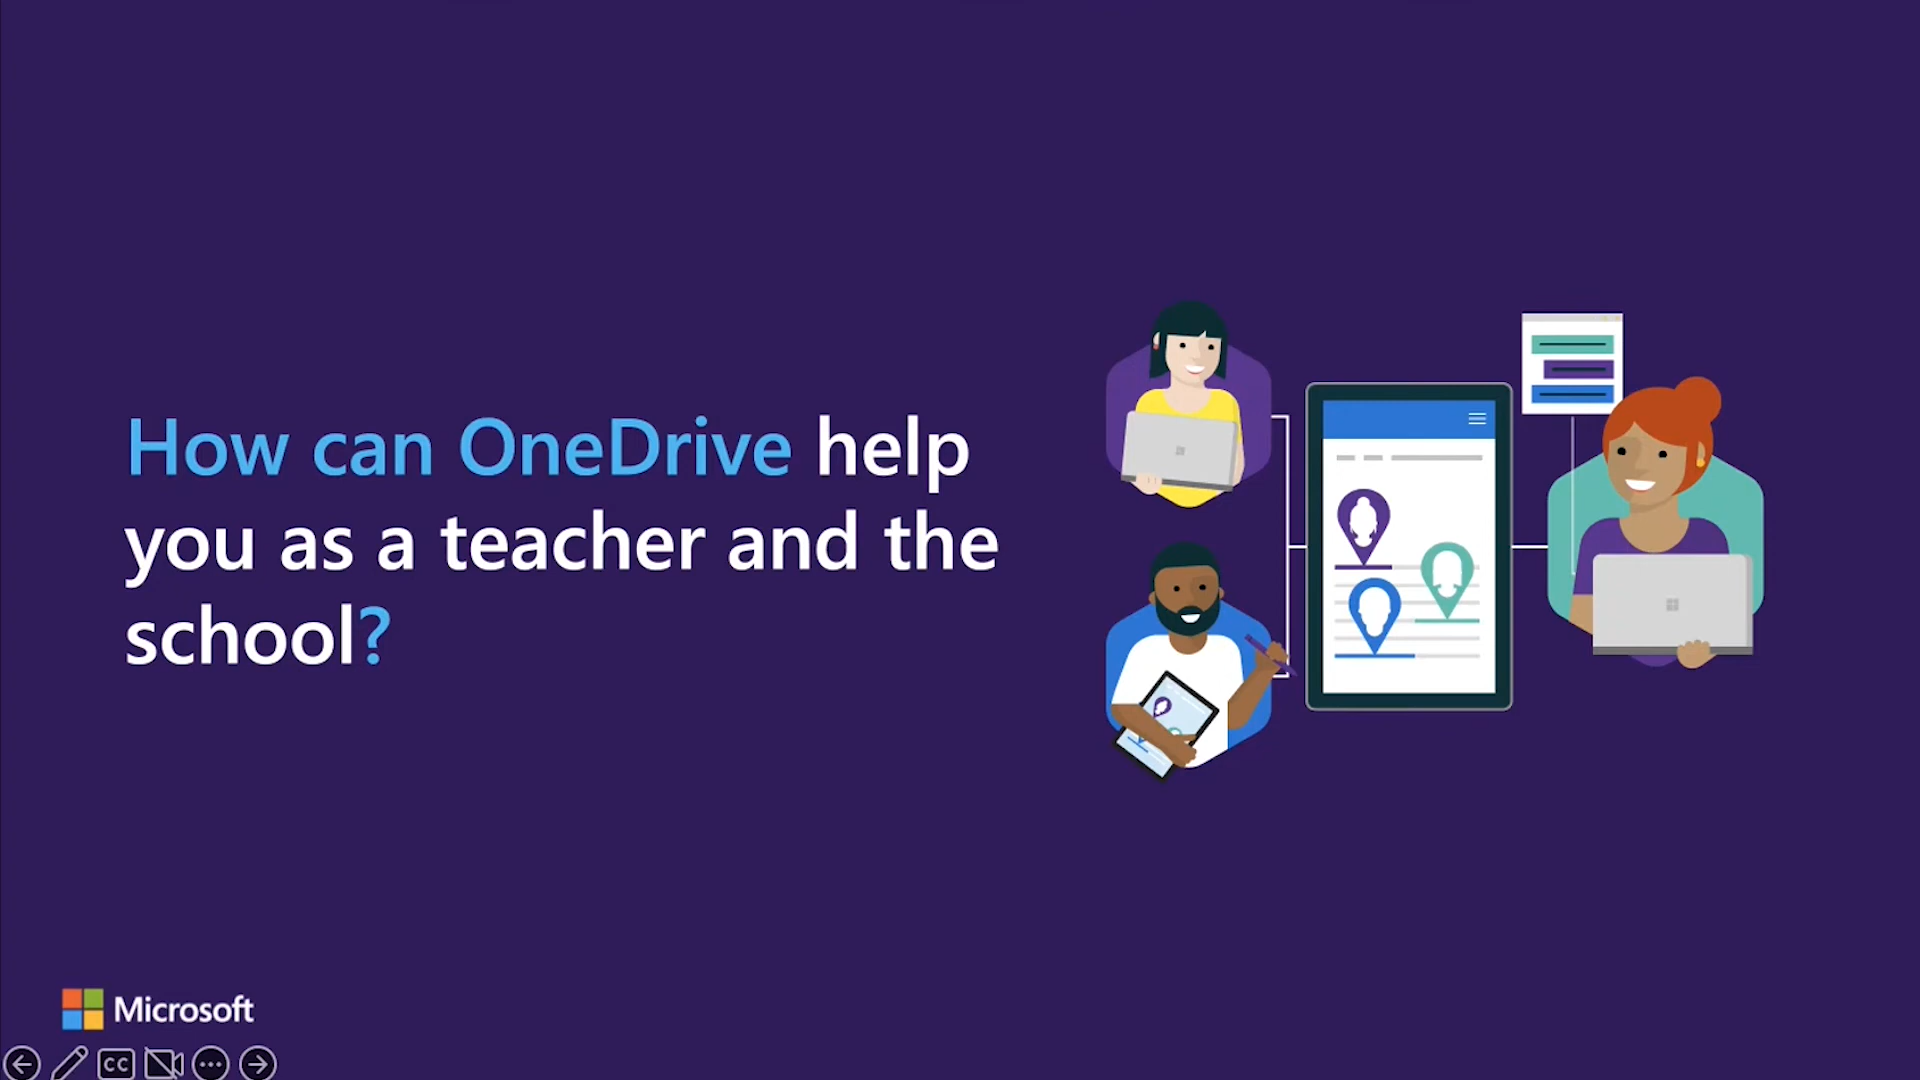 How can OneDrive help
you as a teacher and the
school?
Microsoft
CC